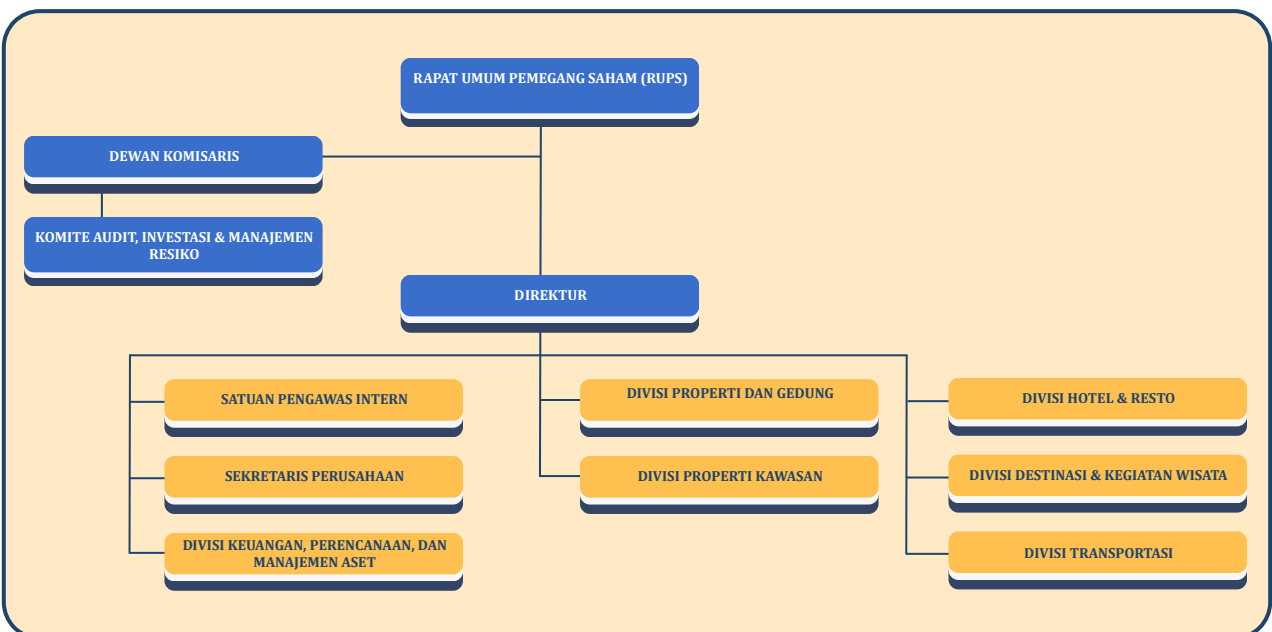 RAPAT UMUM PEMEGANG SAHAM (RUPS)
DEWAN KOMISARIS
KOMITE AUDIT, INVESTASI & MANAJEMEN
RESIKO
DIREKTUR
SATUAN PENGAWAS INTERN
SEKRETARIS PERUSAHAAN
DIVISI KEUANGAN, PERENCANAAN, DAN
MANAJEMEN ASET
DIVISI PROPERTI DAN GEDUNG
DIVISI PROPERTI KAWASAN
DIVISI HOTEL & RESTO
DIVISI DESTINASI & KEGIATAN WISATA
DIVISI TRANSPORTASI